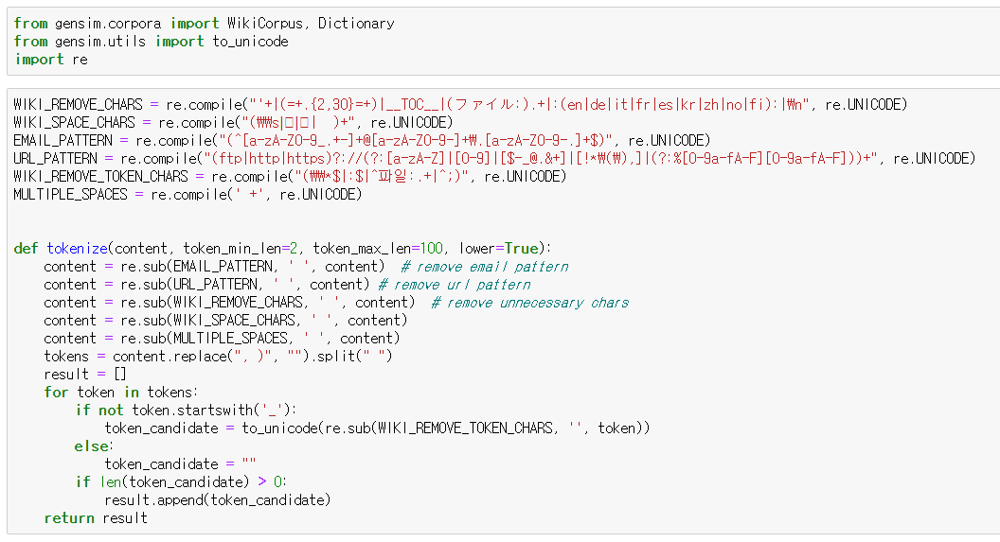 from gensim.corpora import WikiCorpus, Dictionary
from gensim.utils import to_unicode
import re
WIKI_REMOVE_CHARS = re.compile("'+|(=+.{2,30}=+)|__TOC__|(ファイル:).+|:(en|de|it|fr|es|kr|zh|no|fi):|₩n", re.UNICODE)
WIKI_SPACE_CHARS = re.compile("(₩₩s|□|□|  )+", re.UNICODE)
EMAIL_PATTERN = re.compile("(^[a-zA-Z0-9_.+-]+@[a-zA-Z0-9-]+₩.[a-zA-Z0-9-.]+$)", re.UNICODE)
URL_PATTERN = re.compile("(ftp|http|https)?://(?:[a-zA-Z]|[0-9]|[$-_@.&+]|[!*₩(₩),]|(?:%[0-9a-fA-F][0-9a-fA-F]))+", re.UNICODE)
WIKI_REMOVE_TOKEN_CHARS = re.compile("(₩₩*$|:$|^파일:.+|^;)", re.UNICODE)
MULTIPLE_SPACES = re.compile(' +', re.UNICODE)
def tokenize(content, token_min_len=2, token_max_len=100, lower=True):
    content = re.sub(EMAIL_PATTERN, ' ', content)  # remove email pattern
    content = re.sub(URL_PATTERN, ' ', content) # remove url pattern
    content = re.sub(WIKI_REMOVE_CHARS, ' ', content)  # remove unnecessary chars
    content = re.sub(WIKI_SPACE_CHARS, ' ', content)
    content = re.sub(MULTIPLE_SPACES, ' ', content)
    tokens = content.replace(", )", "").split(" ")
    result = []
    for token in tokens:
        if not token.startswith('_'):
            token_candidate = to_unicode(re.sub(WIKI_REMOVE_TOKEN_CHARS, '', token))
        else:
            token_candidate = ""
        if len(token_candidate) > 0:
            result.append(token_candidate)
    return result